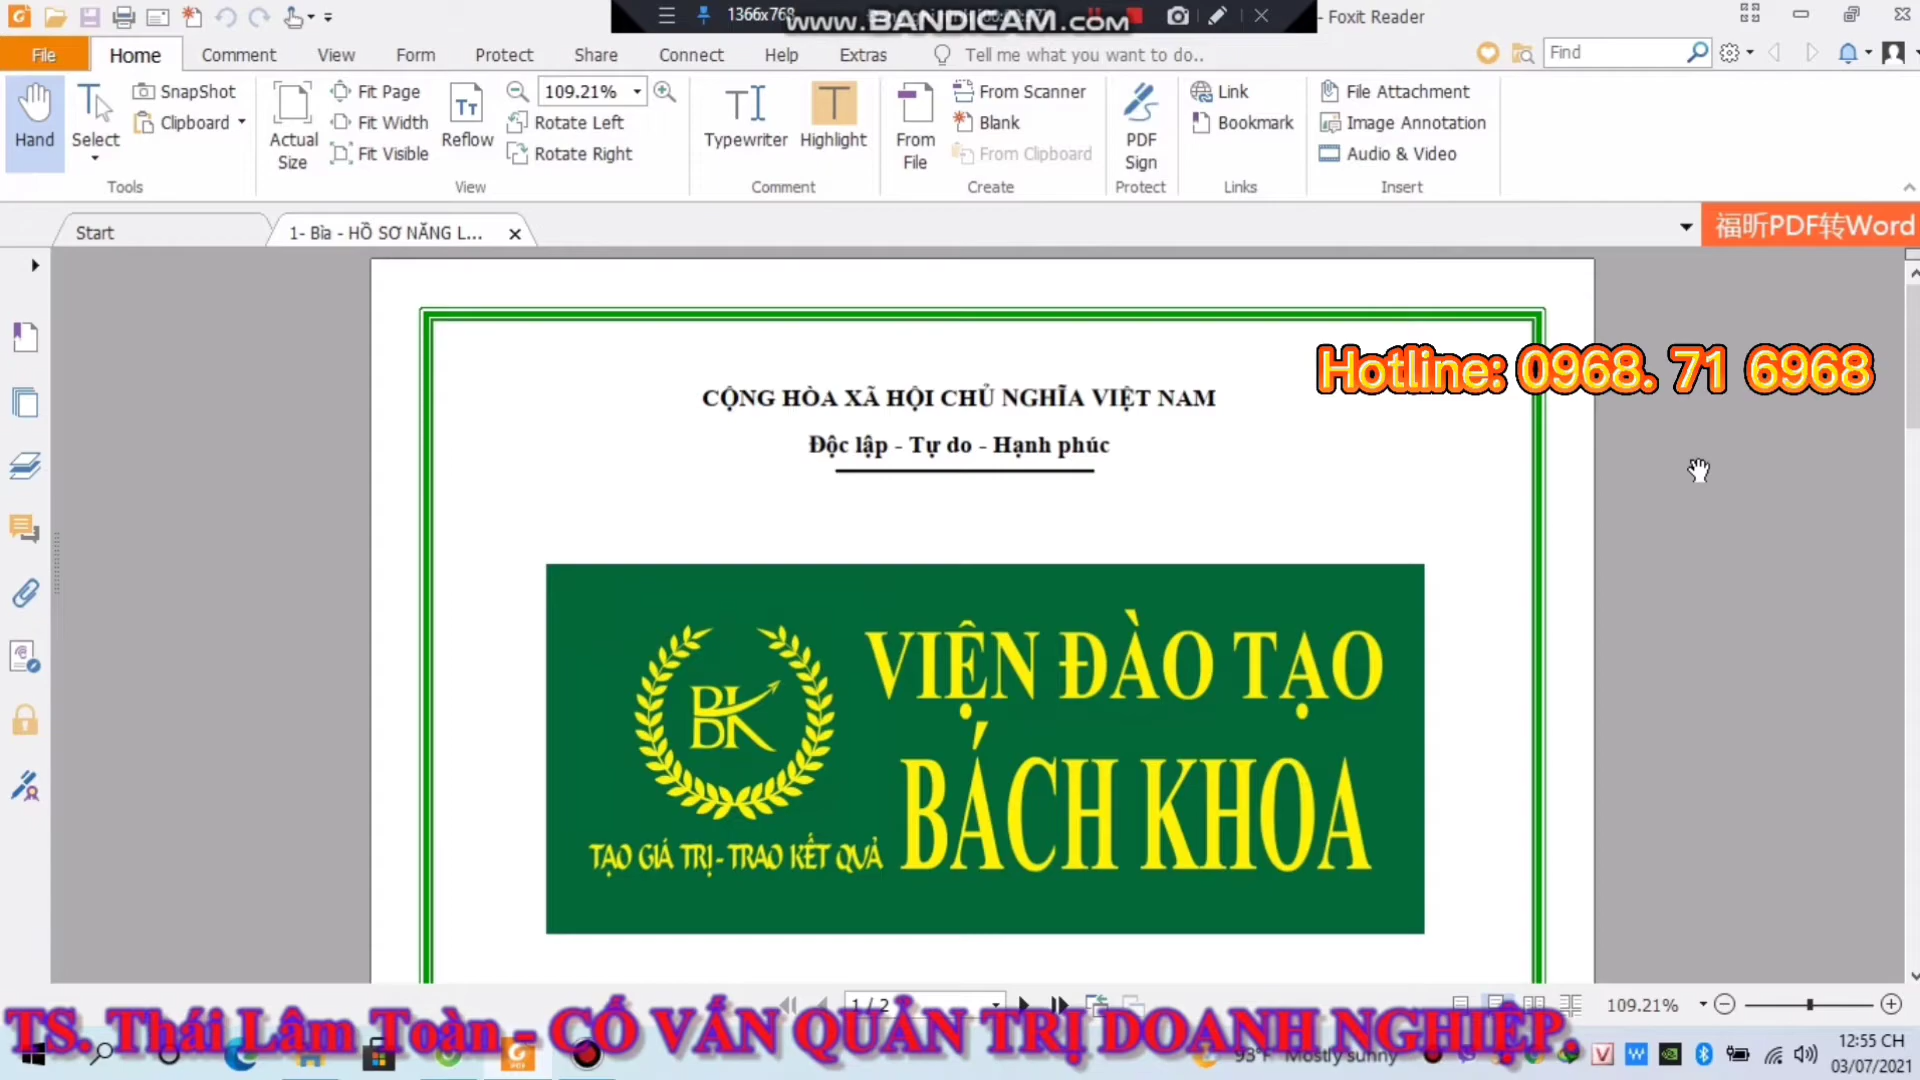 1366x768
www.BANDICAM.com
- Foxit Reader
File
Home
Comment
View
Form
Protect
Share
Connect
Help
Extras
Tell me what you want to do..
Find
Hand
Select
SnapShot
Clipboard
Tools
Actual Size
Fit Page
Fit Width
Fit Visible
Reflow
109.21%
Rotate Left
Rotate Right
View
Typewriter
Highlight
Comment
From File
From Scanner
Blank
From Clipboard
Create
PDF Sign
Protect
Link
Bookmark
Links
File Attachment
Image Annotation
Audio & Video
Insert
Start
1- Bìa - HỒ SƠ NĂNG L...
福昕PDF转Word
Hotline: 0968. 71 6968
CỘNG HÒA XÃ HỘI CHỦ NGHĨA VIỆT NAM
Độc lập - Tự do - Hạnh phúc
BK
VIỆN ĐÀO TẠO
BÁCH KHOA
TẠO GIÁ TRỊ - TRAO KẾT QUẢ
1 / 2
109.21%
TS. Thái Lâm Toàn - CỐ VẤN QUẢN TRỊ DOANH NGHIỆP.
93°F Mostly sunny
12:55 CH
03/07/2021